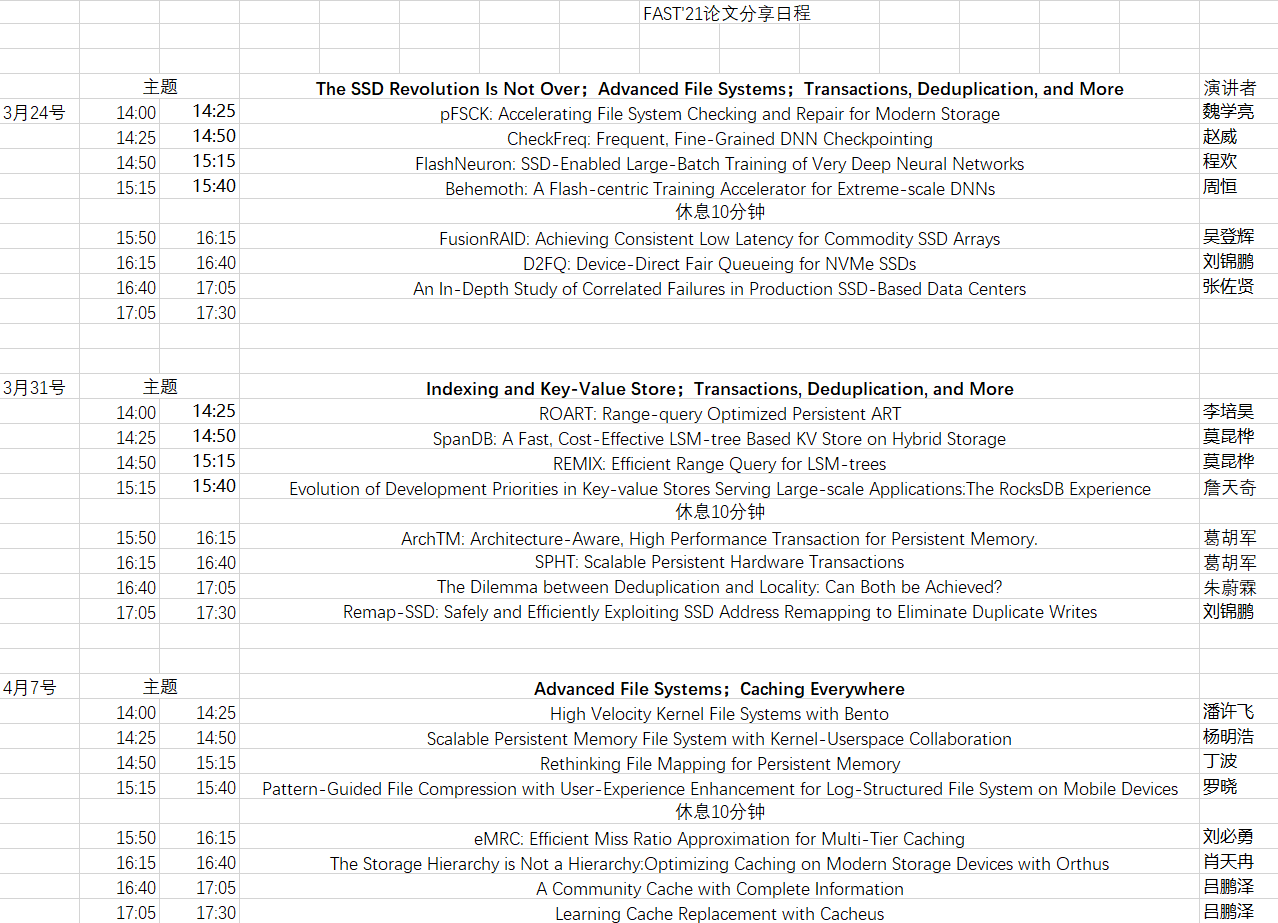 FAST'21论文分享日程
主题 The SSD Revolution Is Not Over；Advanced File Systems；Transactions, Deduplication, and More 演讲者
3月24号 14:00 14:25 pFSCK: Accelerating File System Checking and Repair for Modern Storage 魏学亮
14:25 14:50 CheckFreq: Frequent, Fine-Grained DNN Checkpointing 赵威
14:50 15:15 FlashNeuron: SSD-Enabled Large-Batch Training of Very Deep Neural Networks 程欢
15:15 15:40 Behemoth: A Flash-centric Training Accelerator for Extreme-scale DNNs 周恒
休息10分钟
15:50 16:15 FusionRAID: Achieving Consistent Low Latency for Commodity SSD Arrays 吴登辉
16:15 16:40 D2FQ: Device-Direct Fair Queueing for NVMe SSDs 刘锦鹏
16:40 17:05 An In-Depth Study of Correlated Failures in Production SSD-Based Data Centers 张佐贤
17:05 17:30
3月31号 主题 Indexing and Key-Value Store；Transactions, Deduplication, and More
14:00 14:25 ROART: Range-query Optimized Persistent ART 李培昊
14:25 14:50 SpanDB: A Fast, Cost-Effective LSM-tree Based KV Store on Hybrid Storage 莫昆桦
14:50 15:15 REMIX: Efficient Range Query for LSM-trees 莫昆桦
15:15 15:40 Evolution of Development Priorities in Key-value Stores Serving Large-scale Applications:The RocksDB Experience 詹天奇
休息10分钟
15:50 16:15 ArchTM: Architecture-Aware, High Performance Transaction for Persistent Memory. 葛胡军
16:15 16:40 SPHT: Scalable Persistent Hardware Transactions 葛胡军
16:40 17:05 The Dilemma between Deduplication and Locality: Can Both be Achieved? 朱蔚霖
17:05 17:30 Remap-SSD: Safely and Efficiently Exploiting SSD Address Remapping to Eliminate Duplicate Writes 刘锦鹏
4月7号 主题 Advanced File Systems；Caching Everywhere
14:00 14:25 High Velocity Kernel File Systems with Bento 潘许飞
14:25 14:50 Scalable Persistent Memory File System with Kernel-Userspace Collaboration 杨明浩
14:50 15:15 Rethinking File Mapping for Persistent Memory 丁波
15:15 15:40 Pattern-Guided File Compression with User-Experience Enhancement for Log-Structured File System on Mobile Devices 罗晓
休息10分钟
15:50 16:15 eMRC: Efficient Miss Ratio Approximation for Multi-Tier Caching 刘必勇
16:15 16:40 The Storage Hierarchy is Not a Hierarchy:Optimizing Caching on Modern Storage Devices with Orthus 肖天冉
16:40 17:05 A Community Cache with Complete Information 吕鹏泽
17:05 17:30 Learning Cache Replacement with Cacheus 吕鹏泽